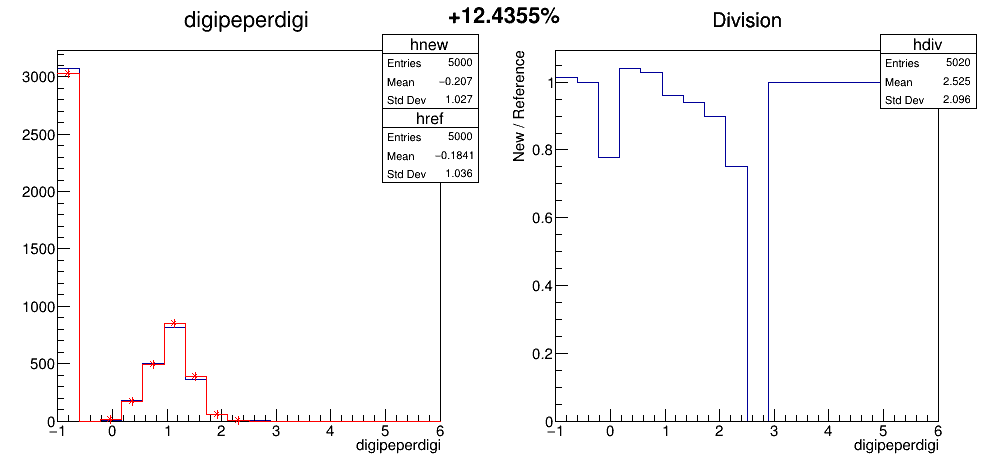 digipeperdigi
+12.4355%
Division
hnew
Entries 5000
Mean −0.207
Std Dev 1.027
href
Entries 5000
Mean −0.1841
Std Dev 1.036
3000
2500
2000
1500
1000
500
0
−1 0 1 2 3 4 5 6
digipeperdigi
hdiv
Entries 5020
Mean 2.525
Std Dev 2.096
New / Reference
1
0.8
0.6
0.4
0.2
0
−1 0 1 2 3 4 5 6
digipeperdigi